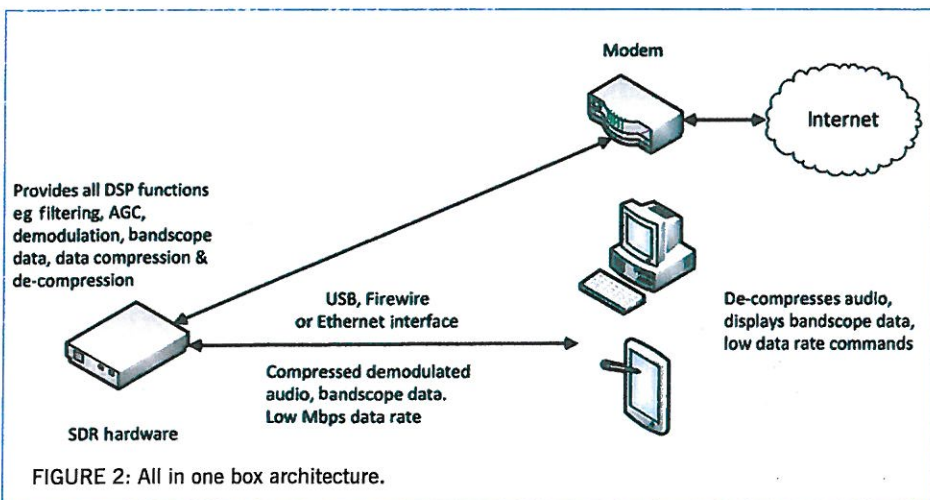 Modem
Internet
Provides all DSP functions
eg filtering, AGC,
demodulation, bandscope
data, data compression &
de-compression
USB, Firewire
or Ethernet interface
De-compresses audio,
displays bandscope data,
low data rate commands
Compressed demodulated
audio, bandscope data.
Low Mbps data rate
SDR hardware
FIGURE 2: All in one box architecture.